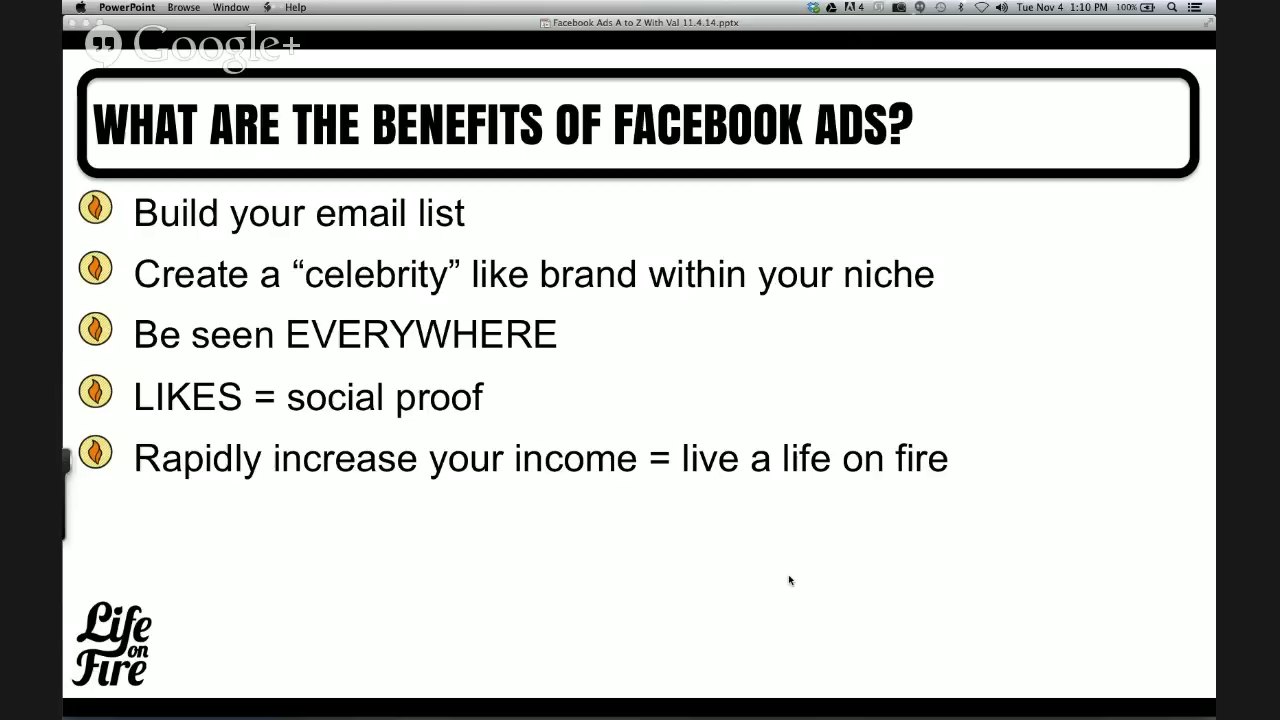 PowerPoint Browse Window Help 4 Tue Nov 4 1:10 PM 100%
Facebook Ads A to Z With Val 11.4.14.pptx
Google+
WHAT ARE THE BENEFITS OF FACEBOOK ADS?
Build your email list
Create a “celebrity” like brand within your niche
Be seen EVERYWHERE
LIKES = social proof
Rapidly increase your income = live a life on fire
Life
on
Fire